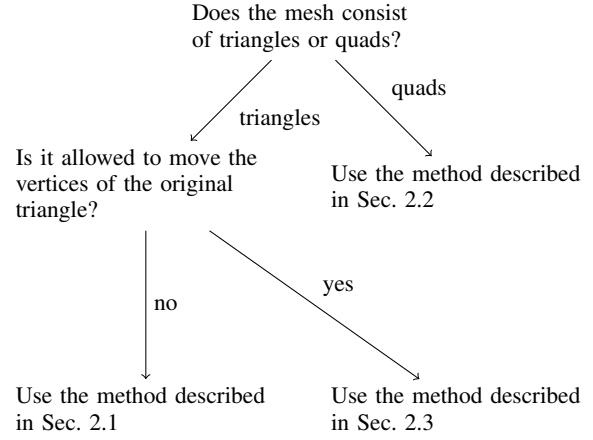 Does the mesh consist
of triangles or quads?
quads
triangles
Is it allowed to move the
vertices of the original
triangle?
Use the method described
in Sec. 2.2
yes
no
Use the method described
in Sec. 2.1
Use the method described
in Sec. 2.3